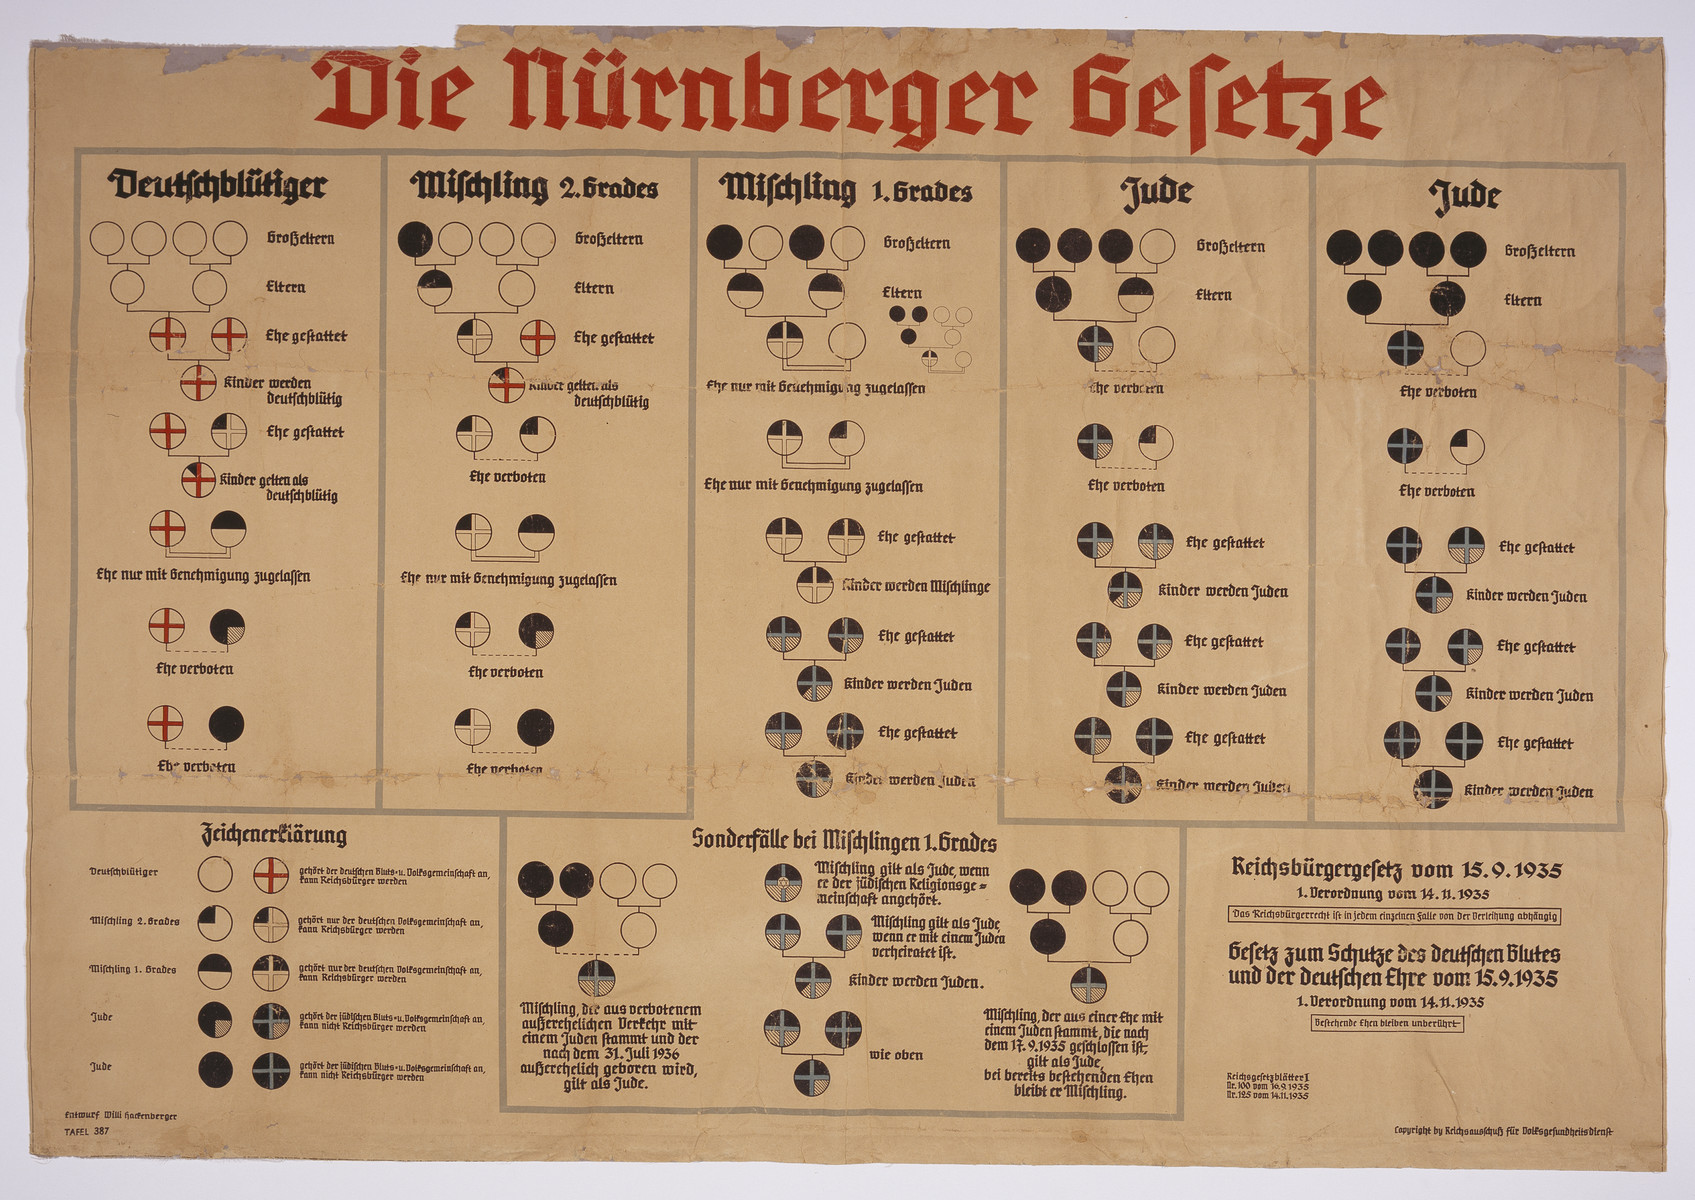 Die Nürnberger Gesetze
Deutschblütiger
Großeltern
Eltern
Ehe gestattet
Kinder werden
deutschblütig
Ehe gestattet
Kinder gelten als
deutschblütig
Ehe nur mit Genehmigung zugelassen
Ehe verboten
Ehe verboten
Mischling 2. Grades
Großeltern
Eltern
Ehe gestattet
Kinder gelten als
deutschblütig
Ehe verboten
Ehe nur mit Genehmigung zugelassen
Ehe verboten
Ehe verboten
Mischling 1. Grades
Großeltern
Eltern
Ehe nur mit Genehmigung zugelassen
Ehe nur mit Genehmigung zugelassen
Ehe gestattet
Kinder werden Mischlinge
Ehe gestattet
Kinder werden Juden
Ehe gestattet
Kinder werden Juden
Jude
Großeltern
Eltern
Ehe verboten
Ehe verboten
Ehe gestattet
Kinder werden Juden
Ehe gestattet
Kinder werden Juden
Ehe gestattet
Kinder werden Juden
Jude
Großeltern
Eltern
Ehe verboten
Ehe verboten
Ehe gestattet
Kinder werden Juden
Ehe gestattet
Kinder werden Juden
Ehe gestattet
Kinder werden Juden
Zeichenerklärung
Deutschblütiger
gehört der deutschen Bluts-u. Volksgemeinschaft an,
kann Reichsbürger werden
Mischling 2. Grades
gehört nur der deutschen Volksgemeinschaft an,
kann Reichsbürger werden
Mischling 1. Grades
gehört nur der deutschen Volksgemeinschaft an,
kann Reichsbürger werden
Jude
gehört der jüdischen Bluts-u. Volksgemeinschaft an,
kann nicht Reichsbürger werden
Jude
gehört der jüdischen Bluts-u. Volksgemeinschaft an,
kann nicht Reichsbürger werden
Entwurf Willi Hackenberger
TAFEL 387
Sonderfälle bei Mischlingen 1. Grades
Mischling, der aus verbotenem
außerehelichen Verkehr mit
einem Juden stammt und der
nach dem 31. Juli 1936
außerehelich geboren wird,
gilt als Jude.
Mischling gilt als Jude, wenn
er der jüdischen Religionsge=
meinschaft angehört.
Mischling gilt als Jude,
wenn er mit einem Juden
verheiratet ist.
Kinder werden Juden.
wie oben
Mischling, der aus einer Ehe mit
einem Juden stammt, die nach
dem 17.9.1935 geschlossen ist,
gilt als Jude,
bei bereits bestehenden Ehen
bleibt er Mischling.
Reichsbürgergesetz vom 15.9.1935
1. Verordnung vom 14.11.1935
Das Reichsbürgerrecht ist in jedem einzelnen Falle von der Verleihung abhängig
Gesetz zum Schutze des deutschen Blutes
und der deutschen Ehre vom 15.9.1935
1. Verordnung vom 14.11.1935
Bestehende Ehen bleiben unberührt
Reichsgesetzblätter I
Nr. 100 vom 16.9.1935
Nr. 125 vom 14.11.1935
Copyright by Reichsausschuß für Volksgesundheitsdienst